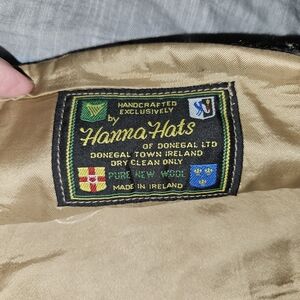 HANDCRAFTED
EXCLUSIVELY
by
Hanna Hats
OF DONEGAL LTD
DONEGAL TOWN IRELAND
DRY CLEAN ONLY
PURE NEW WOOL
MADE IN IRELAND